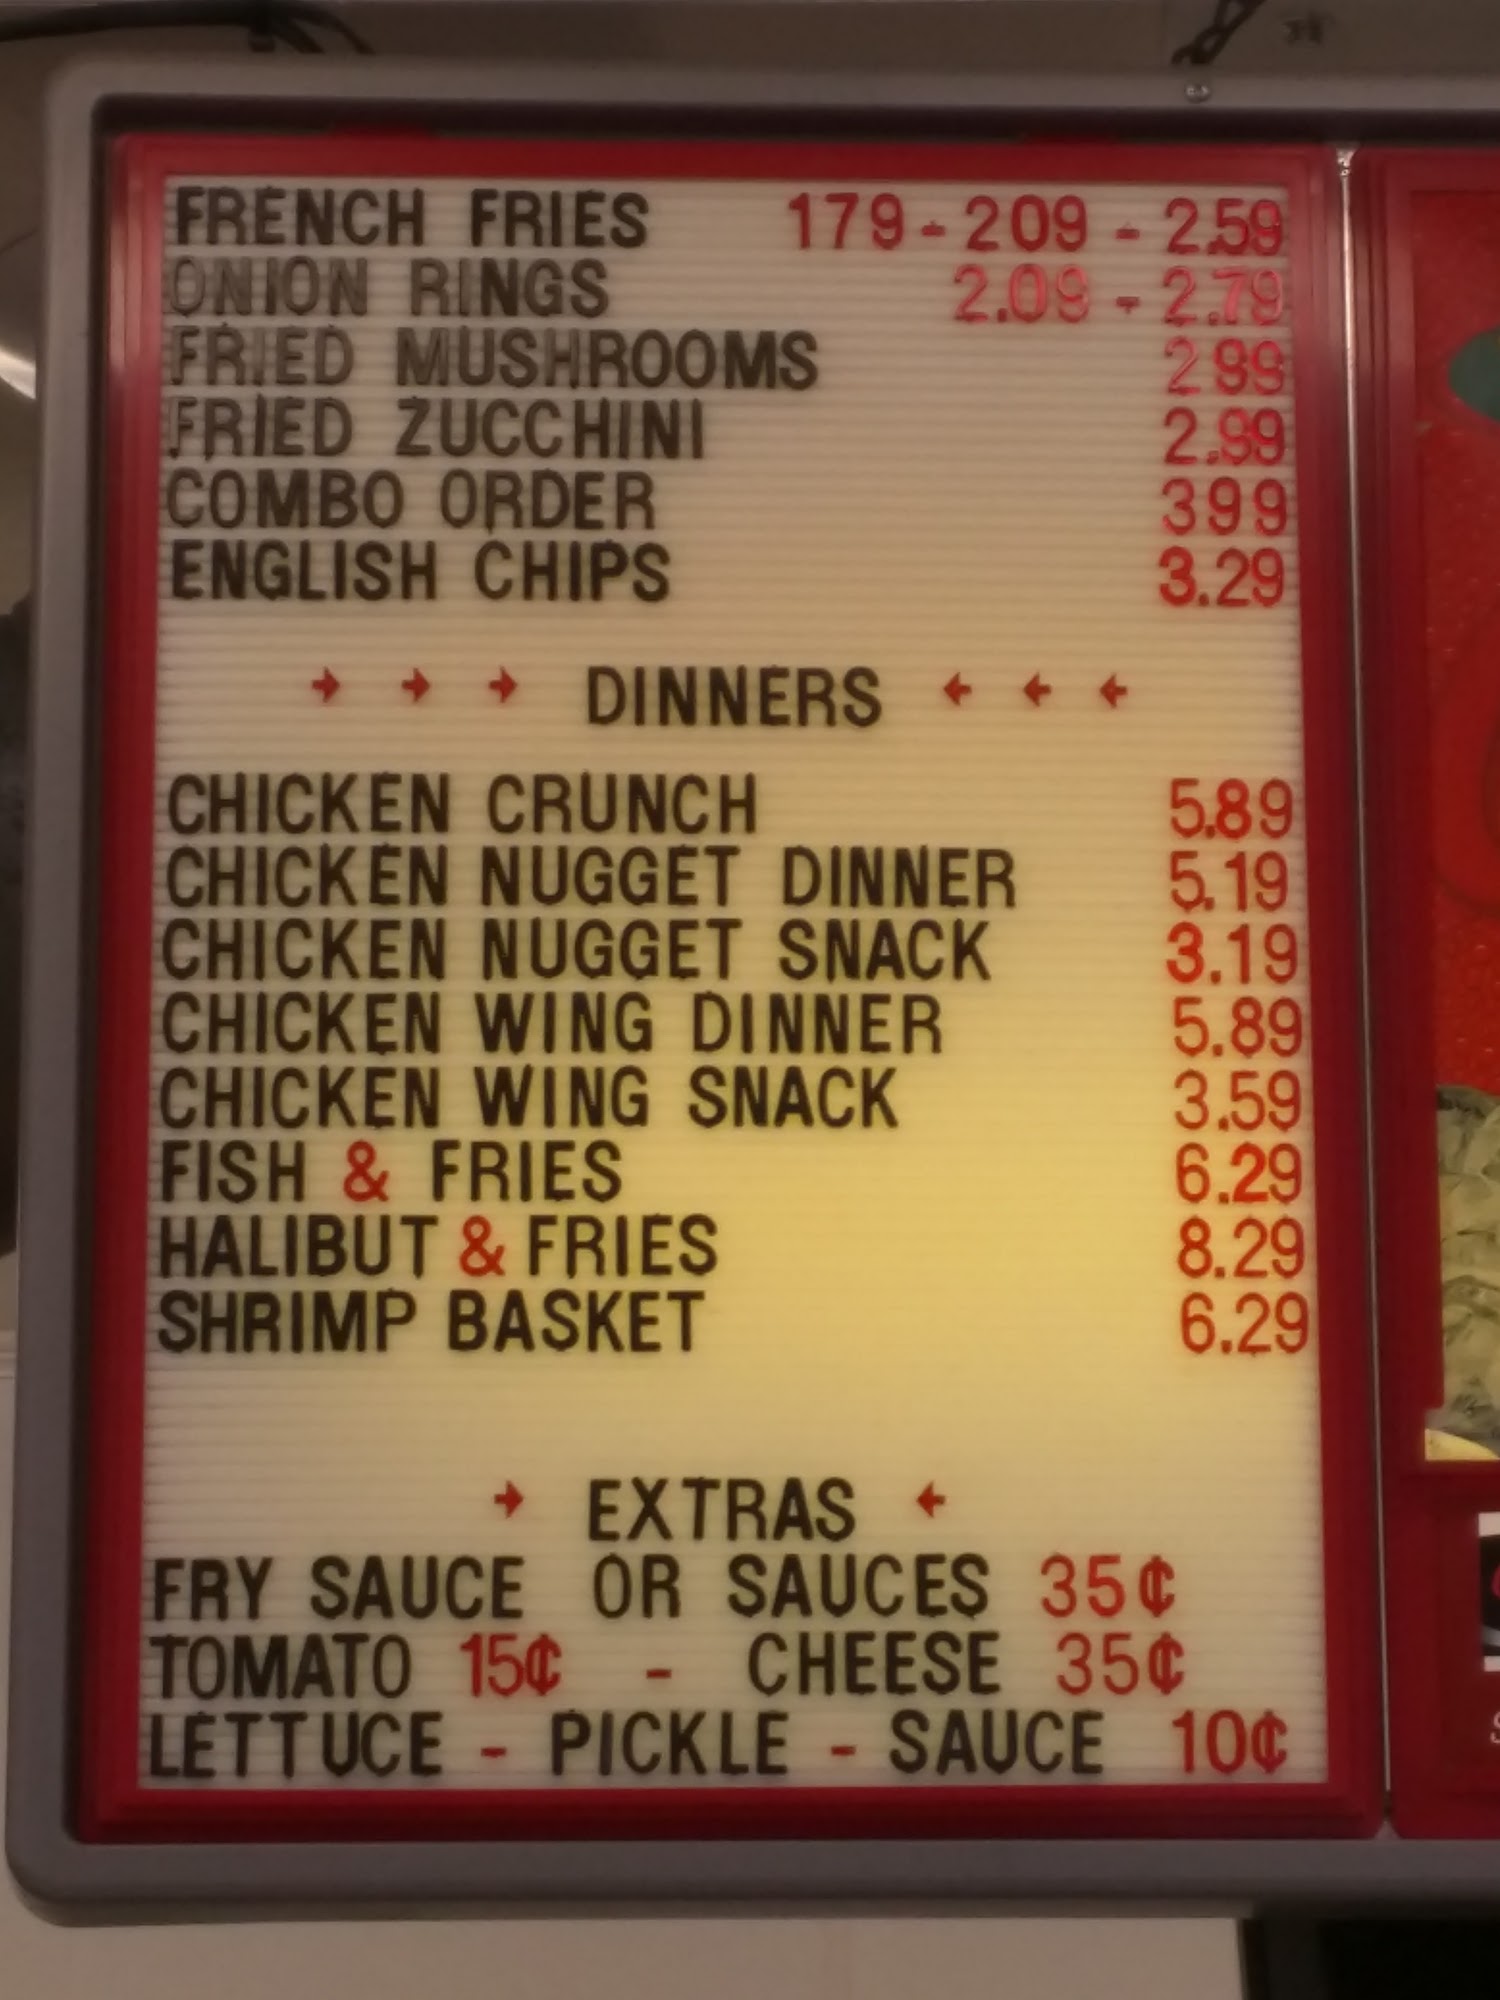 FRENCH FRIES 179 - 209 - 2.59
ONION RINGS 2.09 - 2.79
FRIED MUSHROOMS 2 99
FRIED ZUCCHINI 2.99
COMBO ORDER 399
ENGLISH CHIPS 3.29
→ → → DINNERS ← ← ←
CHICKEN CRUNCH 5.89
CHICKEN NUGGET DINNER 5.19
CHICKEN NUGGET SNACK 3.19
CHICKEN WING DINNER 5.89
CHICKEN WING SNACK 3.59
FISH & FRIES 6.29
HALIBUT & FRIES 8.29
SHRIMP BASKET 6.29
→ EXTRAS ←
FRY SAUCE OR SAUCES 35¢
TOMATO 15¢ - CHEESE 35¢
LETTUCE - PICKLE - SAUCE 10¢